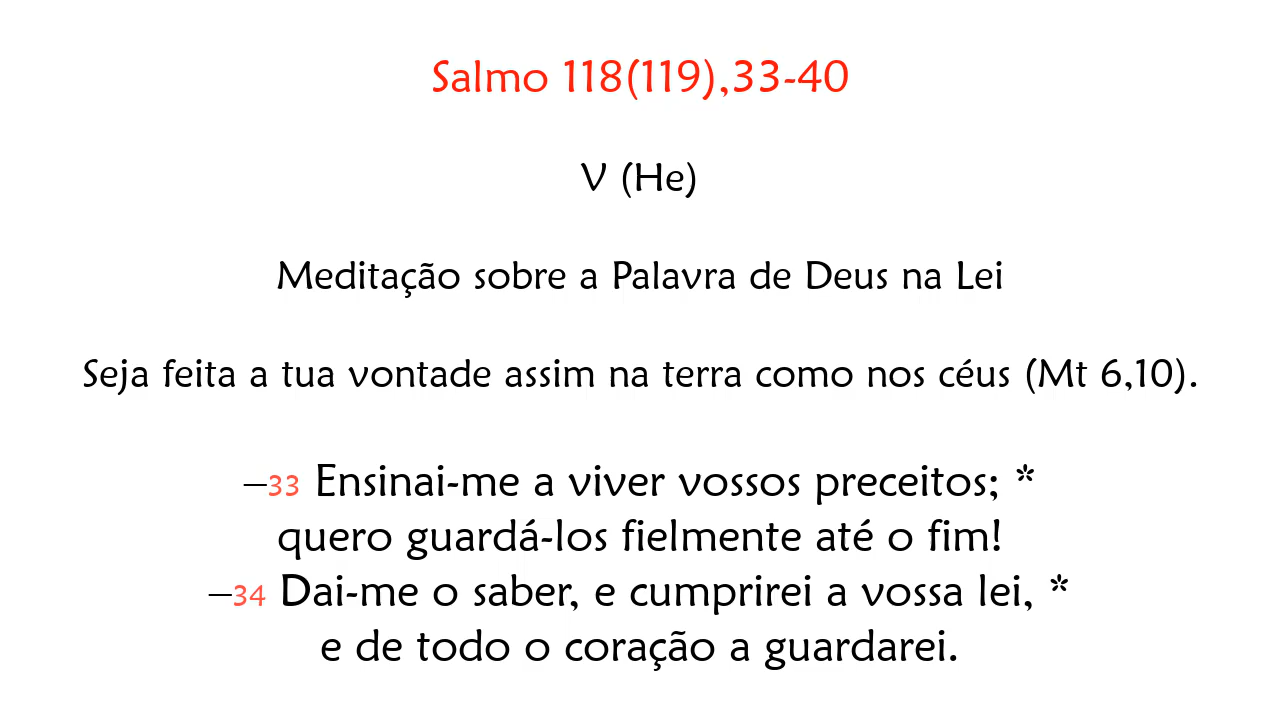 Salmo 118(119),33-40
V (He)
Meditação sobre a Palavra de Deus na Lei
Seja feita a tua vontade assim na terra como nos céus (Mt 6,10).
–33 Ensinai-me a viver vossos preceitos; *
quero guardá-los fielmente até o fim!
–34 Dai-me o saber, e cumprirei a vossa lei, *
e de todo o coração a guardarei.